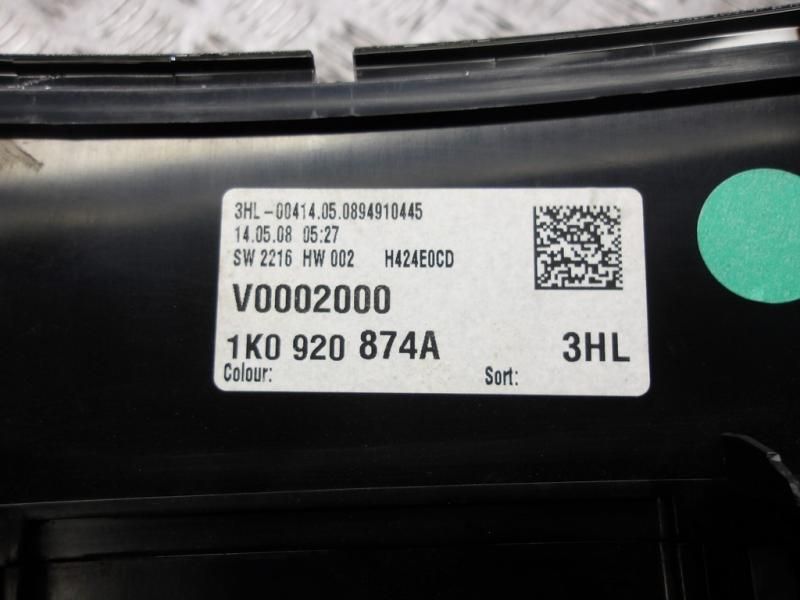 3HL-00414.05.0894910445
14.05.08 05:27
SW 2216 HW 002 H424E0CD
V0002000
1K0 920 874A 3HL
Colour: Sort: